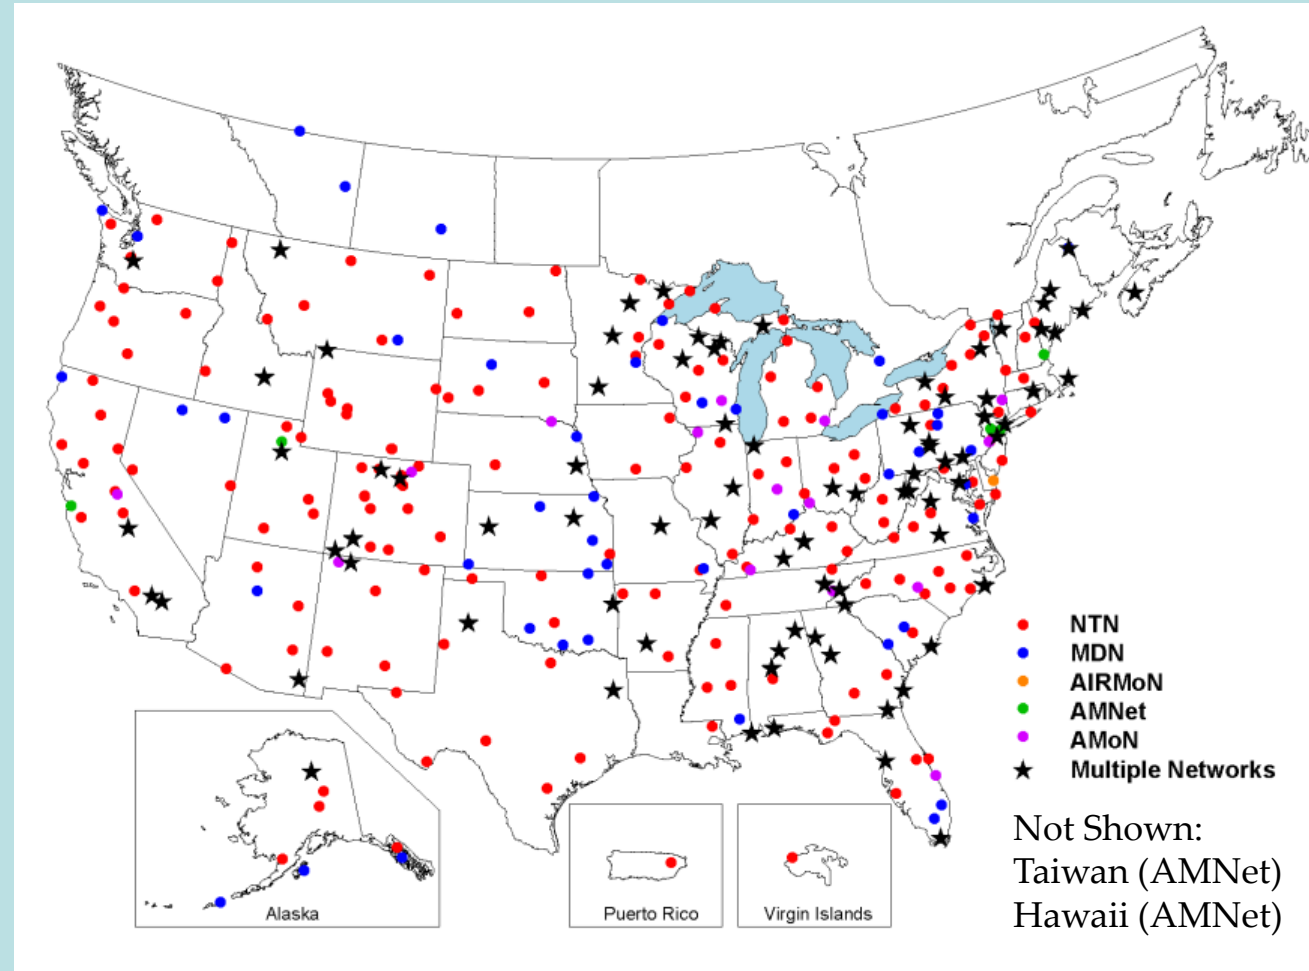 NTN
MDN
AIRMoN
AMNet
AMoN
Multiple Networks
Not Shown:
Taiwan (AMNet)
Hawaii (AMNet)
Alaska
Puerto Rico
Virgin Islands